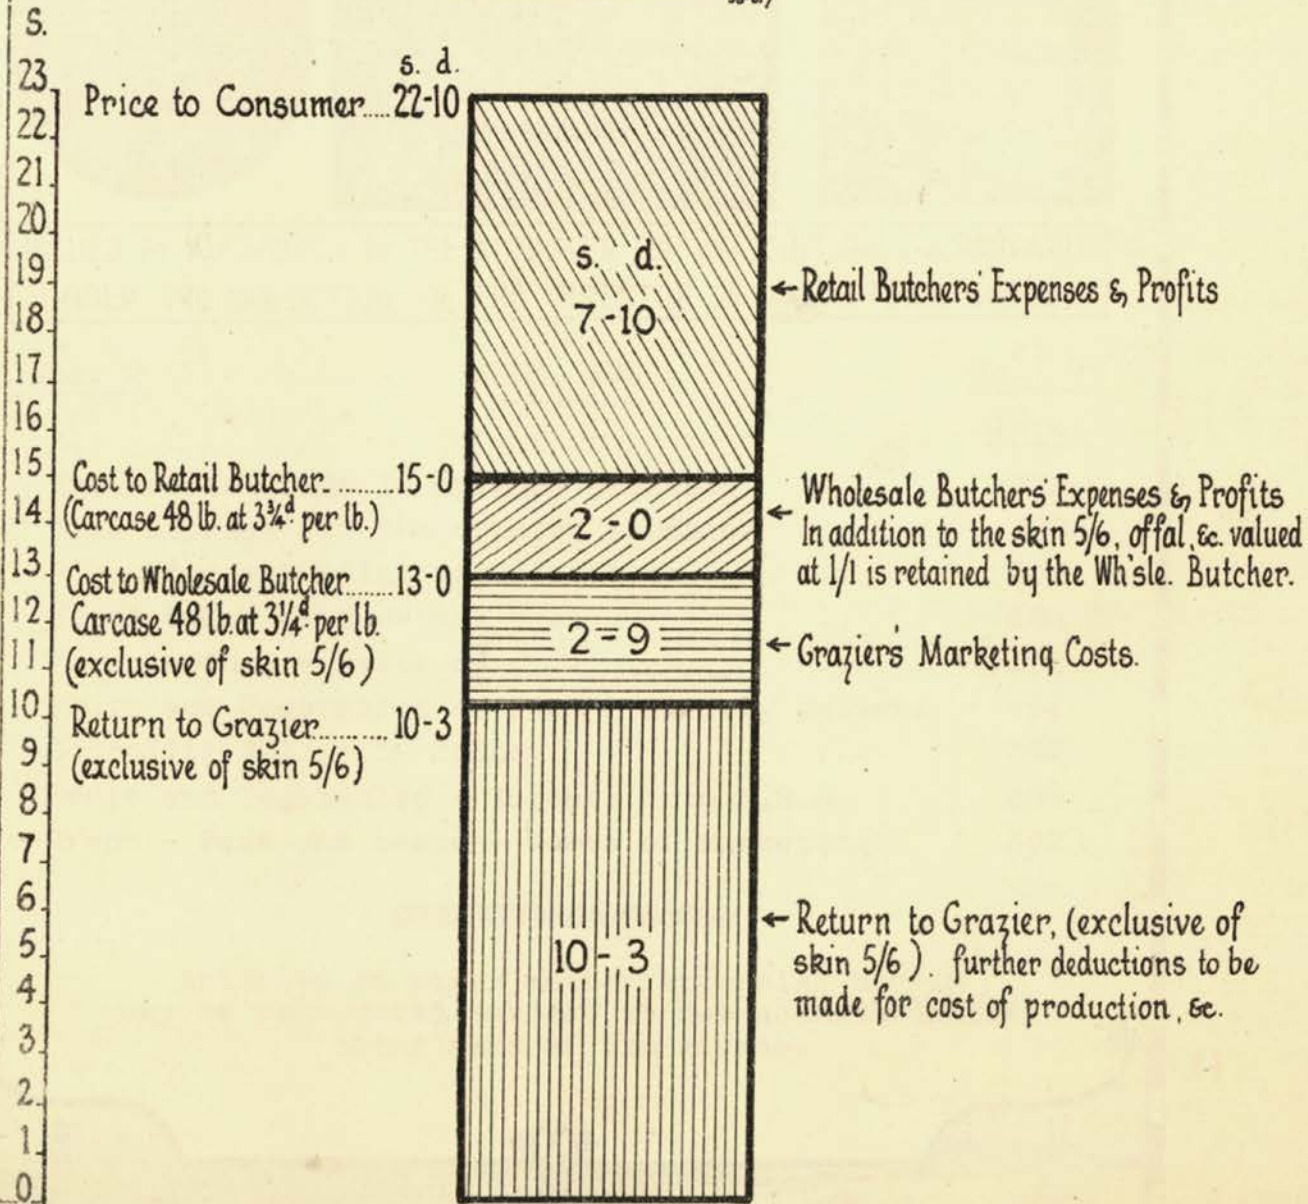 S.
23
22
21
20
19
18
17
16
15
14
13
12
11
10
9
8
7
6
5
4
3
2
1
0
s. d.
Price to Consumer.....22-10
Cost to Retail Butcher.........15-0
(Carcase 48 lb. at 3¾d per lb.)
Cost to Wholesale Butcher.......13-0
Carcase 48 lb. at 3¼d per lb.
(exclusive of skin 5/6)
Return to Grazier..........10-3
(exclusive of skin 5/6)
s. d.
7-10
2-0
2-9
10-3
←Retail Butchers' Expenses & Profits
←Wholesale Butchers' Expenses & Profits
In addition to the skin 5/6, offal, &c. valued
at 1/1 is retained by the Wh'sle. Butcher.
←Grazier's Marketing Costs.
←Return to Grazier, (exclusive of
skin 5/6). further deductions to be
made for cost of production, &c.